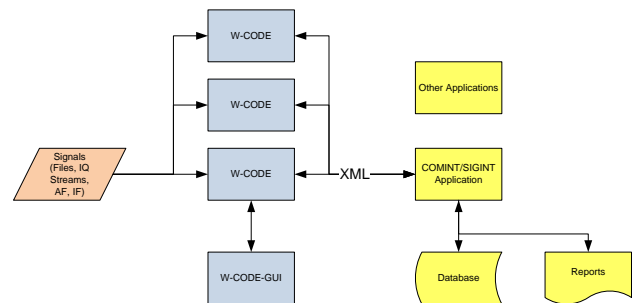 W-CODE
W-CODE
Other Applications
Signals
(Files, IQ
Streams,
AF, IF)
W-CODE
XML
COMINT/SIGINT
Application
W-CODE-GUI
Database
Reports